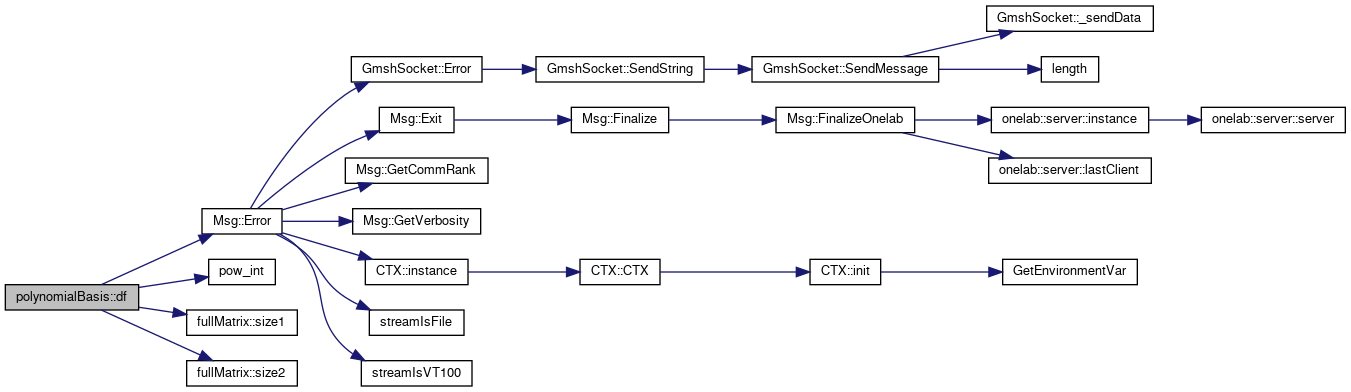 GmshSocket::_sendData
GmshSocket::Error
GmshSocket::SendString
GmshSocket::SendMessage
length
Msg::Exit
Msg::Finalize
Msg::FinalizeOnelab
onelab::server::instance
onelab::server::server
Msg::GetCommRank
onelab::server::lastClient
Msg::Error
Msg::GetVerbosity
pow_int
CTX::instance
CTX::CTX
CTX::init
GetEnvironmentVar
polynomialBasis::df
fullMatrix::size1
streamIsFile
fullMatrix::size2
streamIsVT100